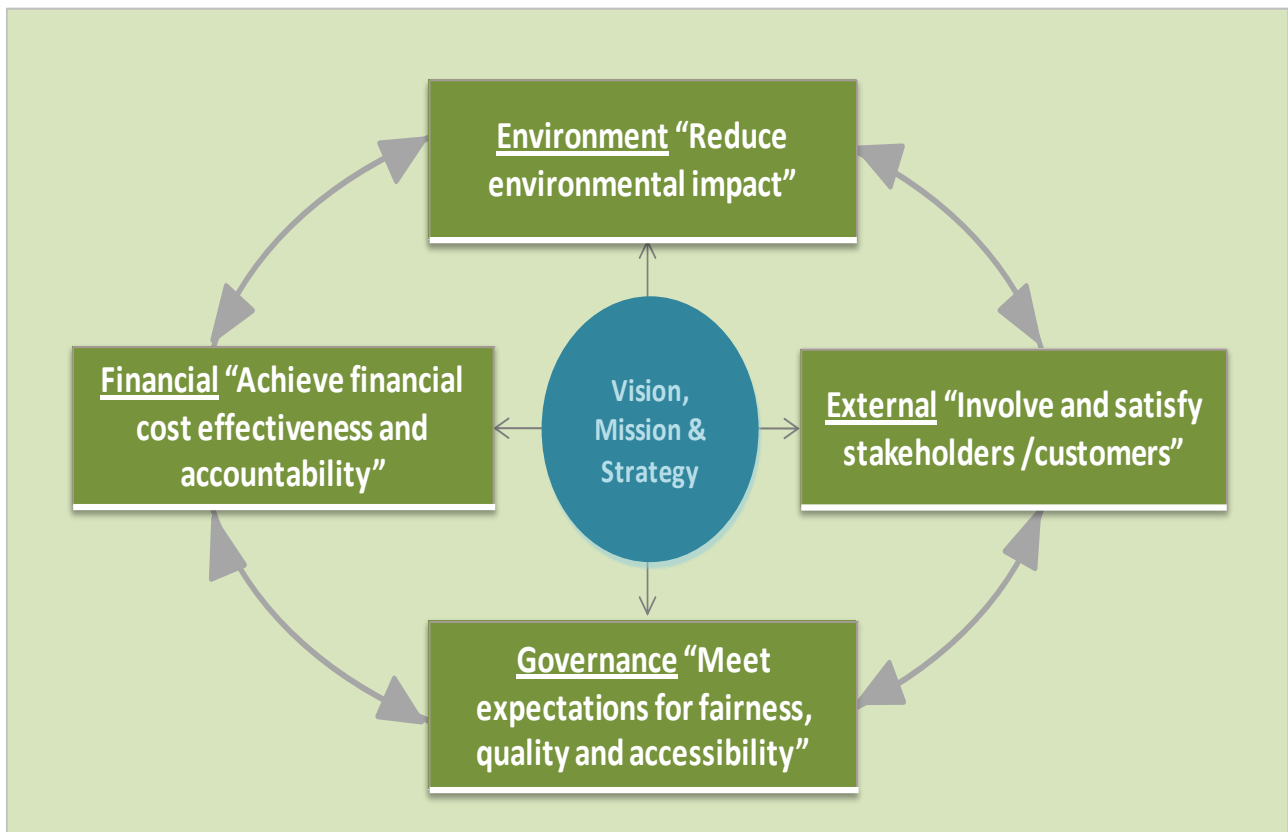 Environment “Reduce
environmental impact”
Financial “Achieve financial
cost effectiveness and
accountability”
Vision,
Mission &
Strategy
External “Involve and satisfy
stakeholders /customers”
Governance “Meet
expectations for fairness,
quality and accessibility”